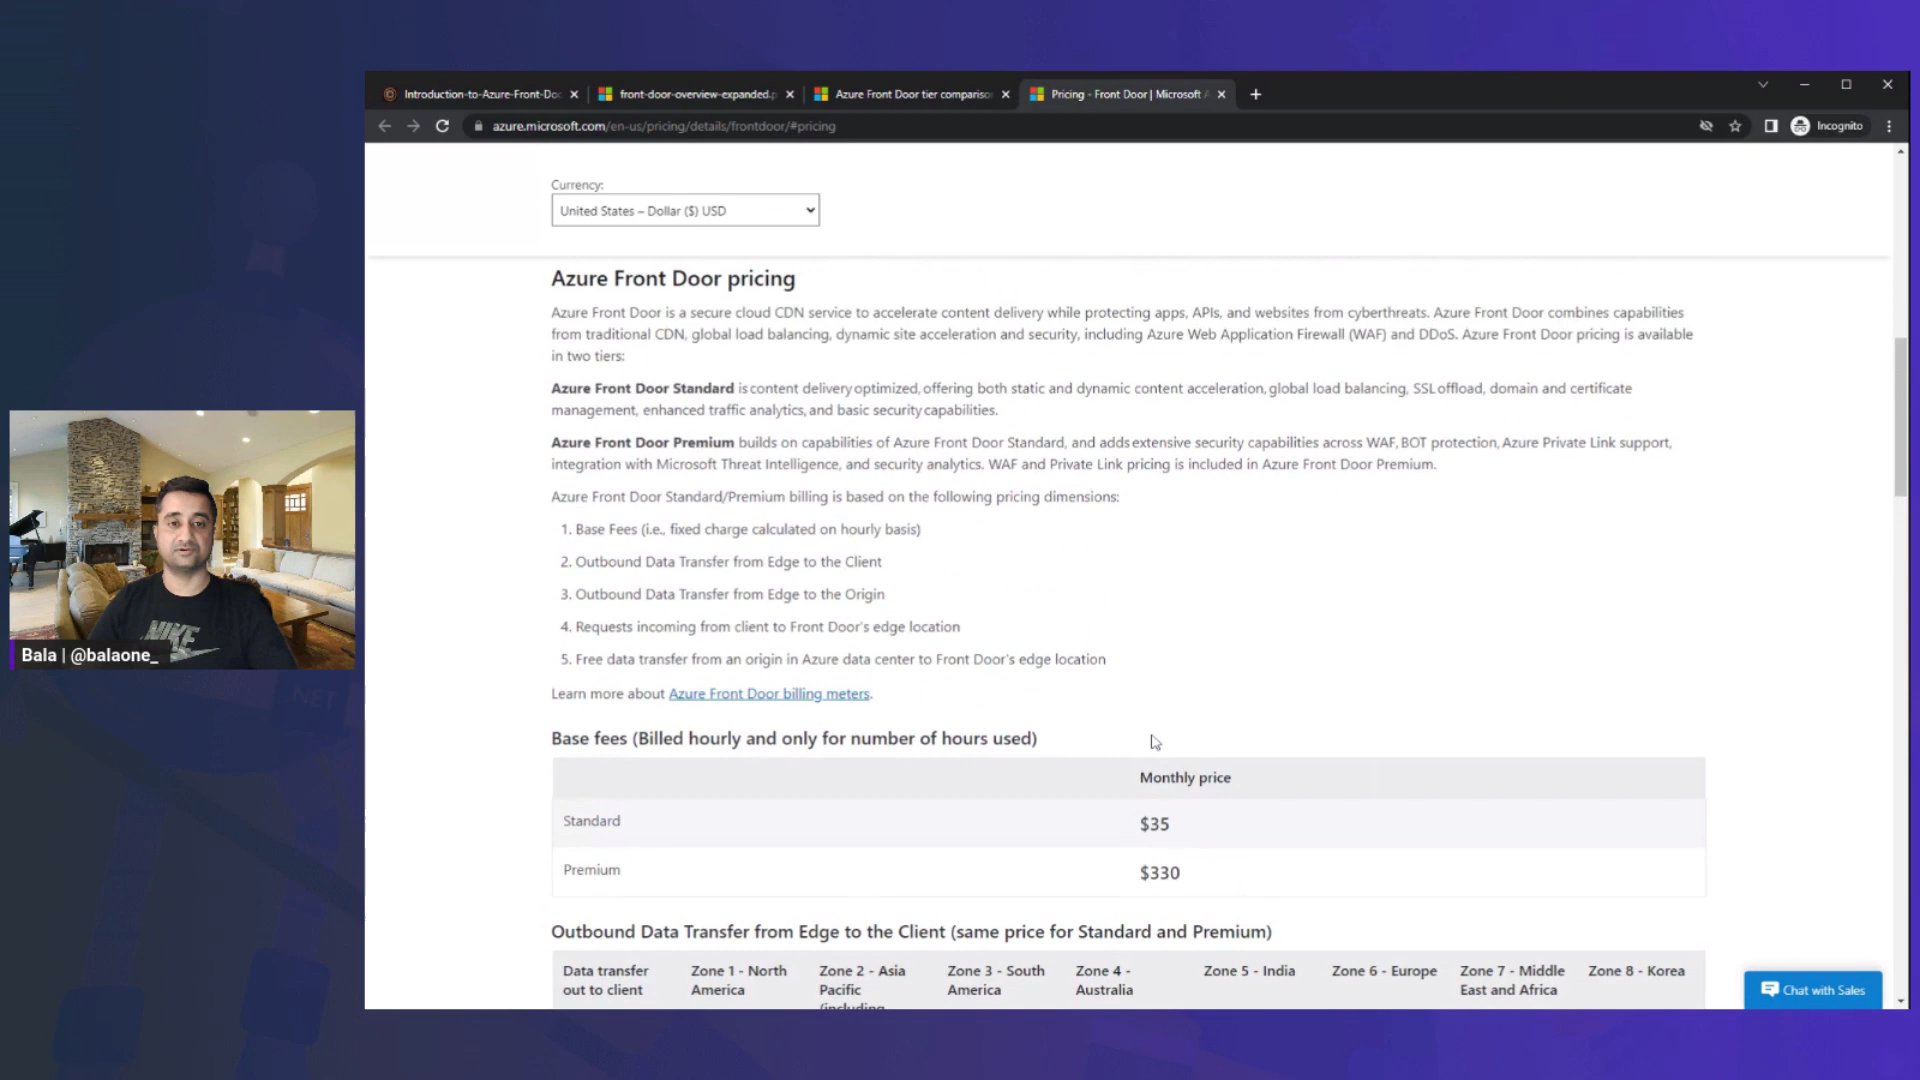 Introduction-to-Azure-Front-Doc
front-door-overview-expanded.p
Azure Front Door tier compariso
Pricing - Front Door | Microsoft A
azure.microsoft.com/en-us/pricing/details/frontdoor/#pricing
Incognito
Currency:
United States – Dollar ($) USD
Azure Front Door pricing
Azure Front Door is a secure cloud CDN service to accelerate content delivery while protecting apps, APIs, and websites from cyberthreats. Azure Front Door combines capabilities
from traditional CDN, global load balancing, dynamic site acceleration and security, including Azure Web Application Firewall (WAF) and DDoS. Azure Front Door pricing is available
in two tiers:
Azure Front Door Standard is content delivery optimized, offering both static and dynamic content acceleration, global load balancing, SSL offload, domain and certificate
management, enhanced traffic analytics, and basic security capabilities.
Azure Front Door Premium builds on capabilities of Azure Front Door Standard, and adds extensive security capabilities across WAF, BOT protection, Azure Private Link support,
integration with Microsoft Threat Intelligence, and security analytics. WAF and Private Link pricing is included in Azure Front Door Premium.
Azure Front Door Standard/Premium billing is based on the following pricing dimensions:
1. Base Fees (i.e., fixed charge calculated on hourly basis)
2. Outbound Data Transfer from Edge to the Client
3. Outbound Data Transfer from Edge to the Origin
4. Requests incoming from client to Front Door's edge location
5. Free data transfer from an origin in Azure data center to Front Door's edge location
Learn more about Azure Front Door billing meters.
Base fees (Billed hourly and only for number of hours used)
Monthly price
Standard $35
Premium $330
Outbound Data Transfer from Edge to the Client (same price for Standard and Premium)
Data transfer out to client
Zone 1 - North America
Zone 2 - Asia Pacific (including
Zone 3 - South America
Zone 4 - Australia
Zone 5 - India
Zone 6 - Europe
Zone 7 - Middle East and Africa
Zone 8 - Korea
Chat with Sales
NIKE
Bala | @balaone_
.NET